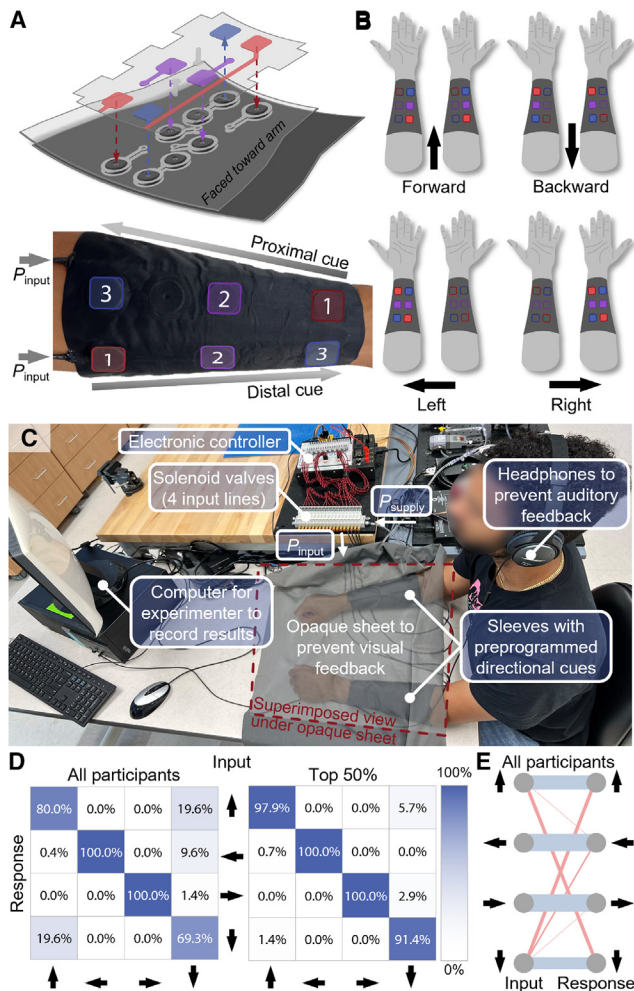 A
B
Faced toward arm
Proximal cue
Pinput
3
2
1
Pinput
1
2
3
Distal cue
Forward
Backward
Left
Right
C
Electronic controller
Solenoid valves
(4 input lines)
Psupply
Pinput
Headphones to
prevent auditory
feedback
Computer for
experimenter to
record results
Opaque sheet to
prevent visual
feedback
Sleeves with
preprogrammed
directional cues
Superimposed view
under opaque sheet
D
Input
All participants
Top 50%
100%
Response
80.0% 0.0% 0.0% 19.6%
0.4% 100.0% 0.0% 9.6%
0.0% 0.0% 100.0% 1.4%
19.6% 0.0% 0.0% 69.3%
97.9% 0.0% 0.0% 5.7%
0.7% 100.0% 0.0% 0.0%
0.0% 0.0% 100.0% 2.9%
1.4% 0.0% 0.0% 91.4%
0%
E
All participants
Input
Response